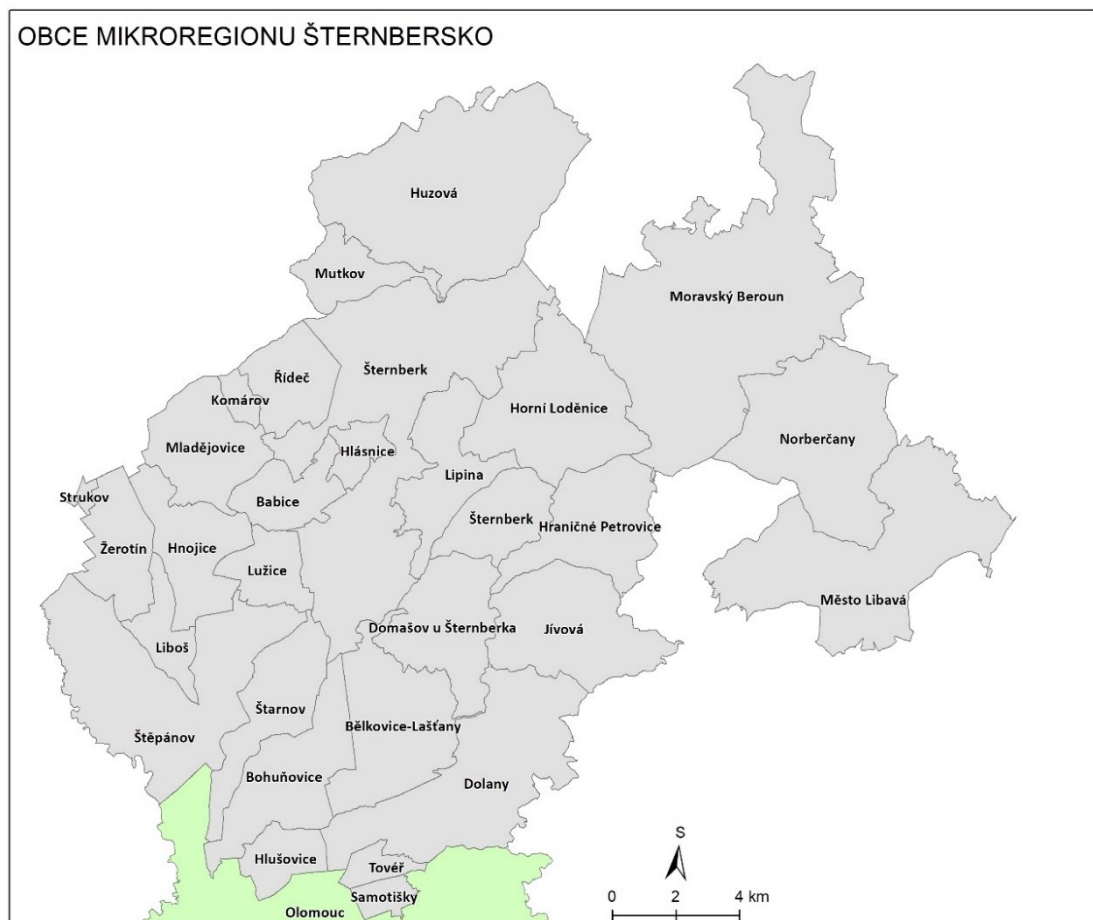 OBCE MIKROREGIONU ŠTERNBERSKO
Huzová
Mutkov
Moravský Beroun
Řídeč
Šternberk
Komárov
Horní Loděnice
Mladějovice
Hlásnice
Norberčany
Lipina
Strukov
Babice
Šternberk
Hraničné Petrovice
Žerotín
Hnojice
Lužice
Město Libavá
Domašov u Šternberka
Jívová
Liboš
Štarnov
Bělkovice-Lašťany
Štěpánov
Bohuňovice
Dolany
S
Hlušovice
Tovéř
Samotišky
0 2 4 km
Olomouc